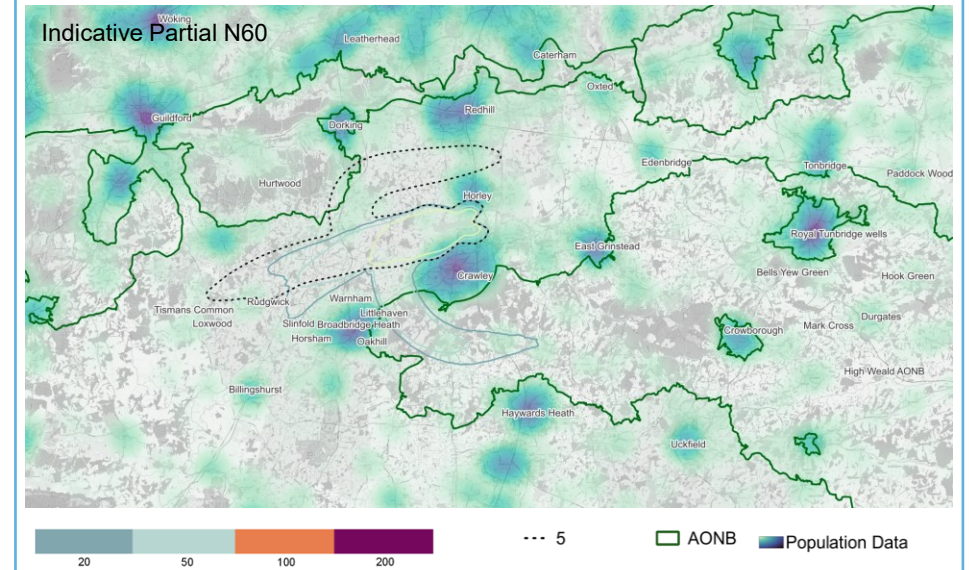 Woking
Indicative Partial N60
Leatherhead
Caterham
Oxted
Redhill
Guildford
Dorking
Edenbridge
Tonbridge
Paddock Wood
Hurtwood
Horley
Royal Tunbridge wells
East Grinstead
Crawley
Bells Yew Green
Hook Green
Rudgwick
Warnham
Tismans Common
Littlehaven
Durgates
Loxwood
Slinfold
Broadbridge Heath
Mark Cross
Crowborough
Horsham
Oakhill
High Weald AONB
Billingshurst
Haywards Heath
Uckfield
5
AONB
Population Data
20
50
100
200